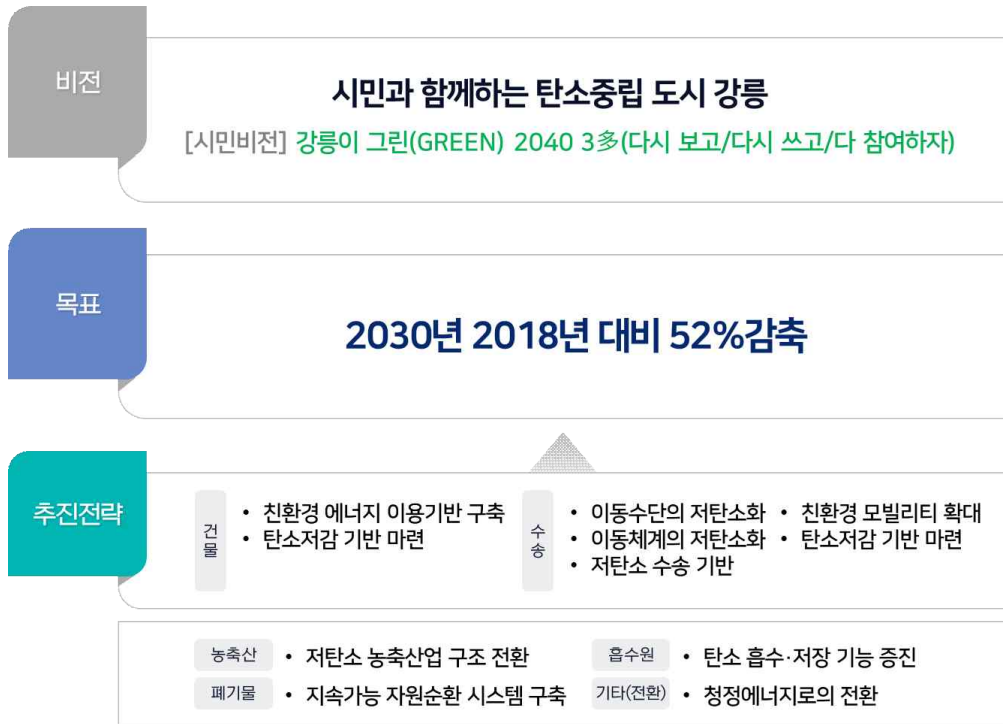 비전
시민과 함께하는 탄소중립 도시 강릉
[시민비전] 강릉이 그린(GREEN) 2040 3多(다시 보고/다시 쓰고/다 참여하자)
목표
2030년 2018년 대비 52%감축
추진전략
건물
• 친환경 에너지 이용기반 구축
• 탄소저감 기반 마련
수송
• 이동수단의 저탄소화 • 친환경 모빌리티 확대
• 이동체계의 저탄소화 • 탄소저감 기반 마련
• 저탄소 수송 기반
농축산 • 저탄소 농축산업 구조 전환
흡수원 • 탄소 흡수·저장 기능 증진
폐기물 • 지속가능 자원순환 시스템 구축
기타(전환) • 청정에너지로의 전환